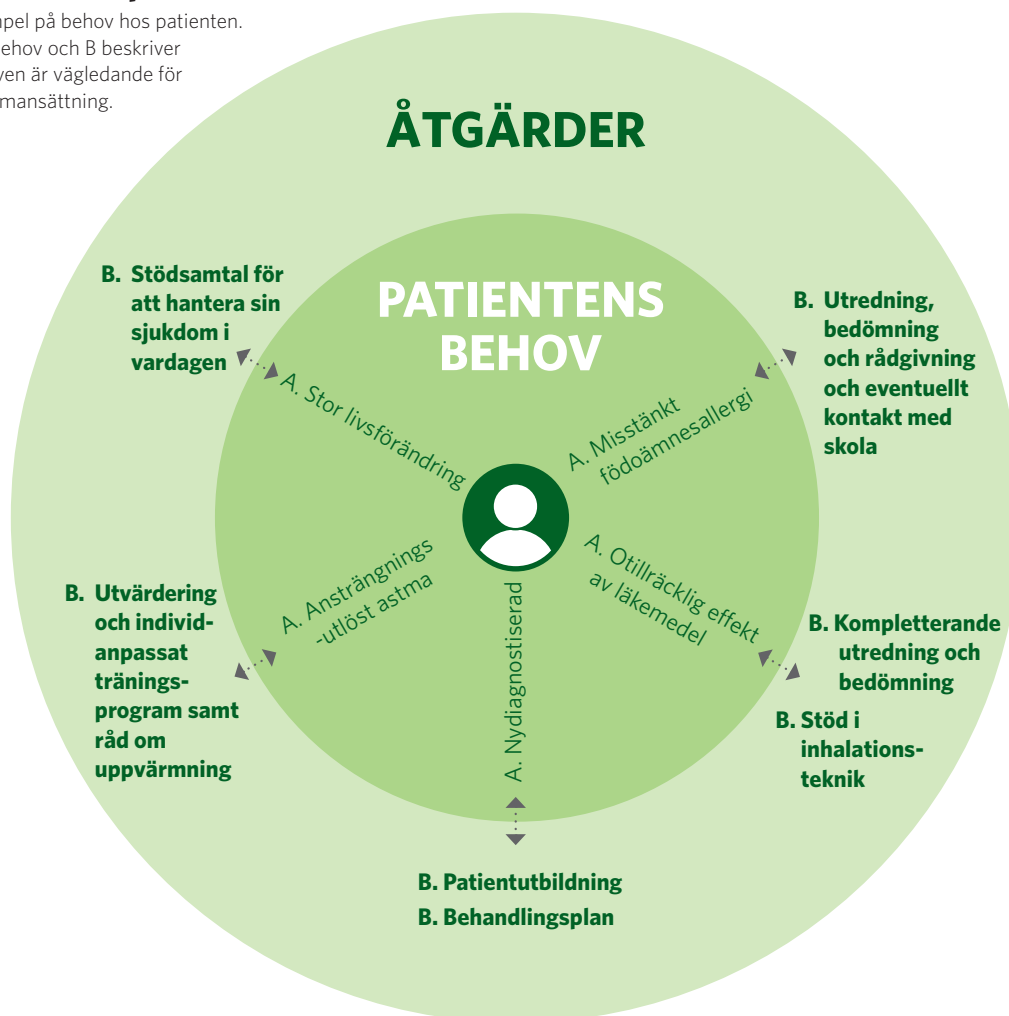 pel på behov hos patienten.
ehov och B beskriver
ven är vägledande för
mansättning.
ÅTGÄRDER
PATIENTENS
BEHOV
B. Stödsamtal för
att hantera sin
sjukdom i
vardagen
A. Stor livsförändring
B. Utredning,
bedömning
och rådgivning
och eventuellt
kontakt med
skola
A. Misstänkt
födoämnesallergi
B. Utvärdering
och individ-
anpassat
tränings-
program samt
råd om
uppvärmning
A. Ansträngnings
-utlöst astma
A. Nydiagnostiserad
B. Patientutbildning
B. Behandlingsplan
A. Otillräcklig effekt
av läkemedel
B. Kompletterande
utredning och
bedömning
B. Stöd i
inhalations-
teknik